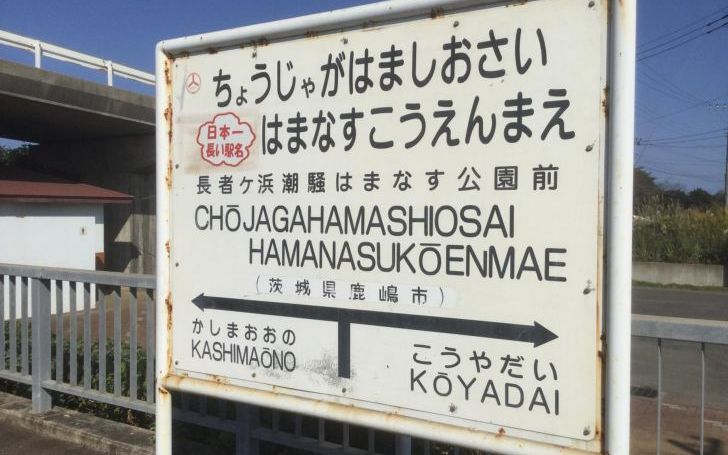 ちょうじゃがはましおさい
はまなすこうえんまえ
日本一
長い駅名
長者ヶ浜潮騒はまなす公園前
CHŌJAGAHAMASHIOSAI
HAMANASUKŌENMAE
(茨城県鹿嶋市)
かしまおおの
KASHIMAŌNO
こうやだい
KŌYADAI